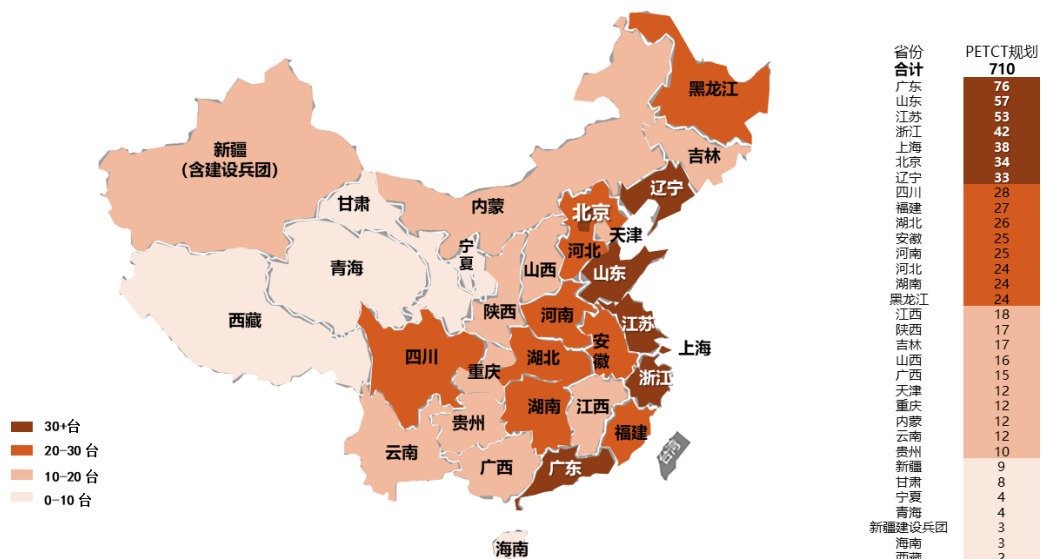 黑龙江
新疆
（含建设兵团）
吉林
辽宁
甘肃
内蒙
北京
天津
宁夏
河北
青海
山西
山东
西藏
陕西
河南
江苏
安徽
上海
四川
湖北
重庆
浙江
湖南
江西
贵州
福建
云南
广西
广东
台湾
海南
30+台
20-30 台
10-20 台
0-10 台
省份 PETCT规划
合计 710
广东 76
山东 57
江苏 53
浙江 42
上海 38
北京 34
辽宁 33
四川 28
福建 27
湖北 26
安徽 25
河南 25
河北 24
湖南 24
黑龙江 24
江西 18
陕西 17
吉林 17
山西 16
广西 15
天津 12
重庆 12
内蒙 12
云南 12
贵州 10
新疆 9
甘肃 8
宁夏 4
青海 4
新疆建设兵团 3
海南 3
西藏 2